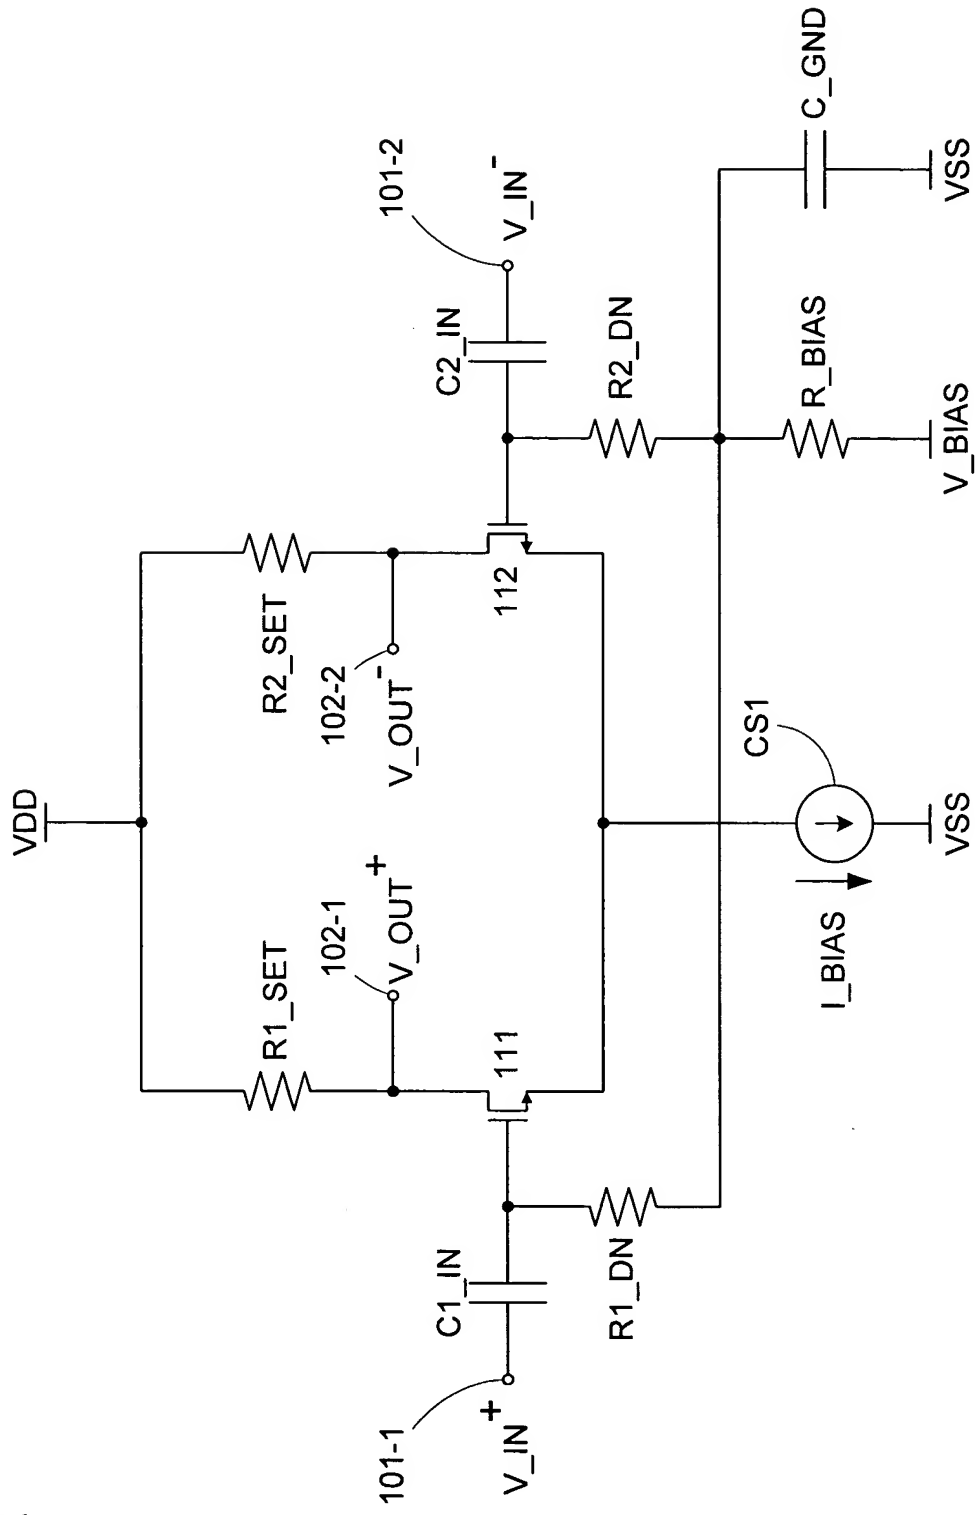 VDD
R1_SET
R2_SET
102-1
V_OUT+
102-2
V_OUT-
101-1
V_IN+
C1_IN
111
112
C2_IN
101-2
V_IN-
R1_DN
R2_DN
I_BIAS
CS1
VSS
R_BIAS
V_BIAS
C_GND
VSS